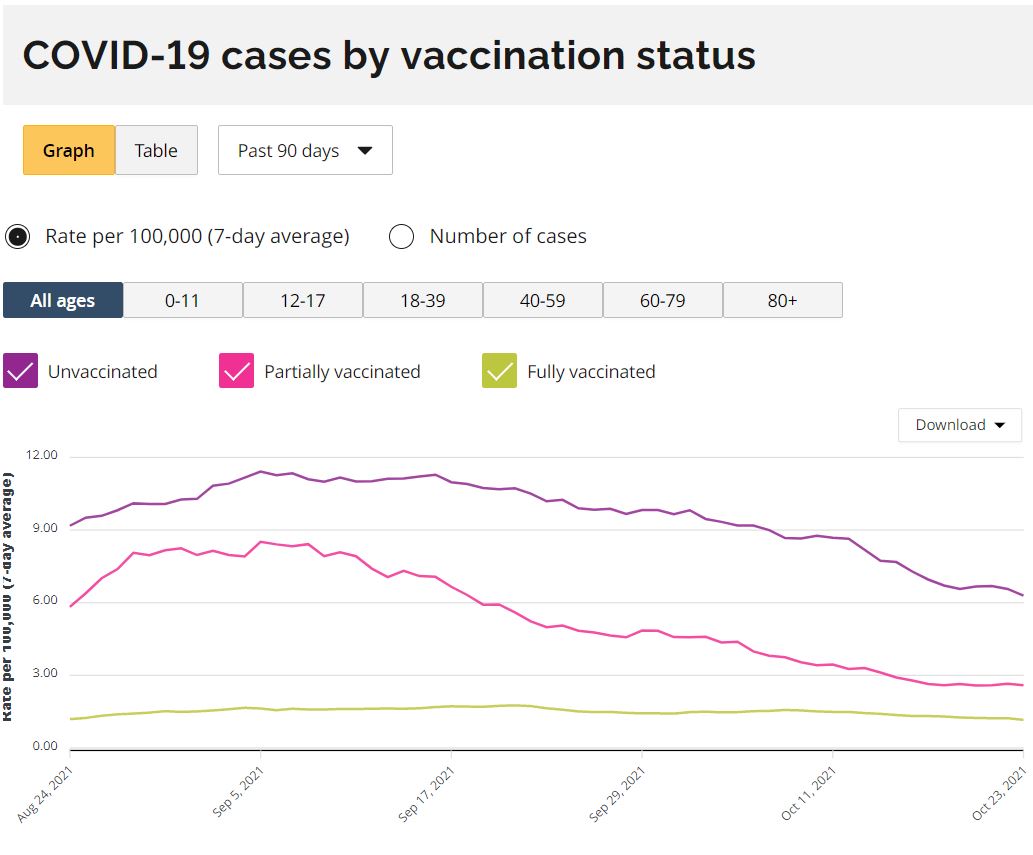 COVID-19 cases by vaccination status
Graph
Table
Past 90 days
Rate per 100,000 (7-day average)
Number of cases
All ages
0-11
12-17
18-39
40-59
60-79
80+
Unvaccinated
Partially vaccinated
Fully vaccinated
Download
Rate per 100,000 (7-day average)
12.00
9.00
6.00
3.00
0.00
Aug 24, 2021
Sep 5, 2021
Sep 17, 2021
Sep 29, 2021
Oct 11, 2021
Oct 23, 2021